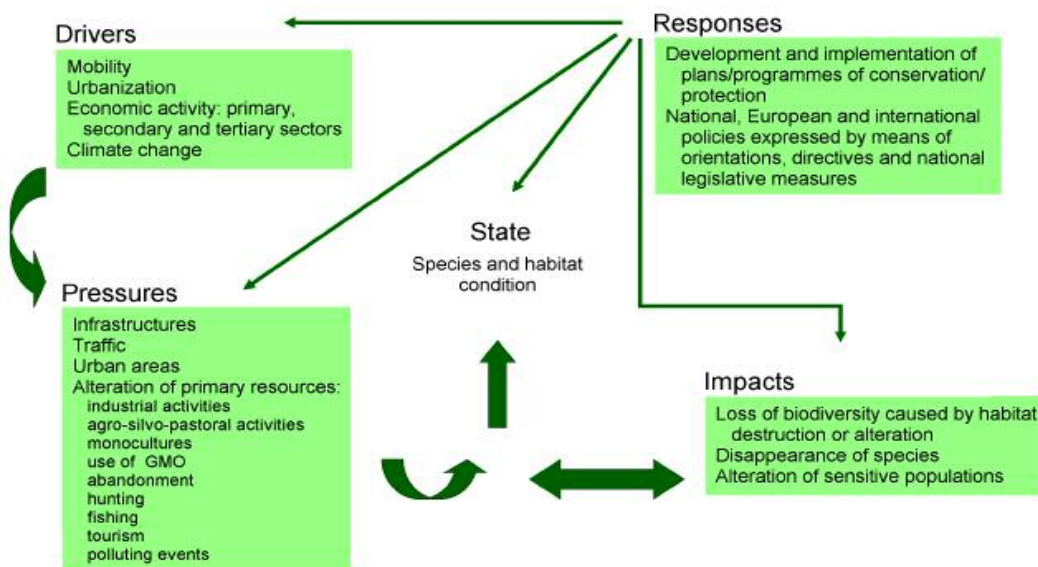 Drivers
Mobility
Urbanization
Economic activity: primary,
secondary and tertiary sectors
Climate change
Responses
Development and implementation of
plans/programmes of conservation/
protection
National, European and international
policies expressed by means of
orientations, directives and national
legislative measures
State
Species and habitat
condition
Pressures
Infrastructures
Traffic
Urban areas
Alteration of primary resources:
industrial activities
agro-silvo-pastoral activities
monocultures
use of GMO
abandonment
hunting
fishing
tourism
polluting events
Impacts
Loss of biodiversity caused by habitat
destruction or alteration
Disappearance of species
Alteration of sensitive populations